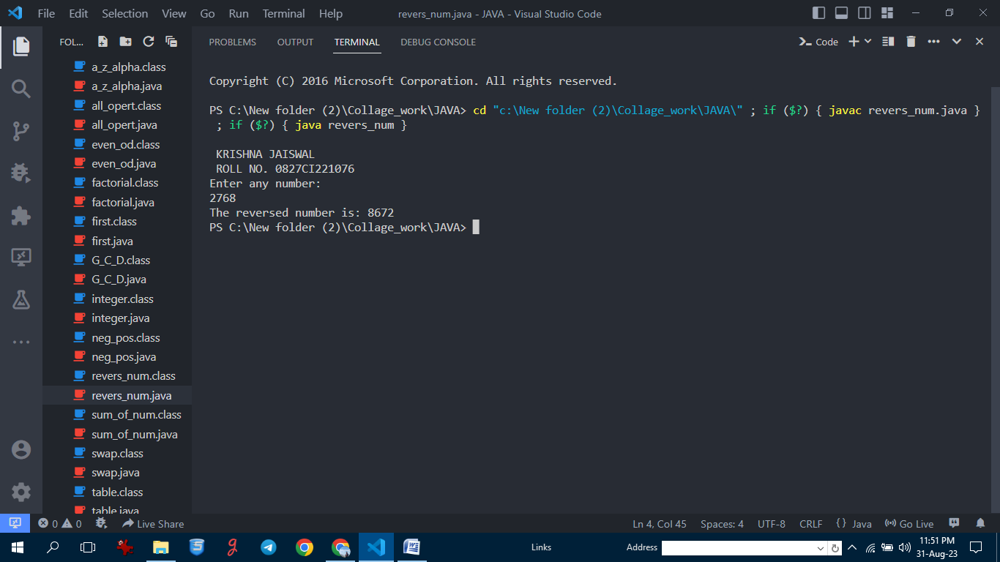 File Edit Selection View Go Run Terminal Help revers_num.java - JAVA - Visual Studio Code
FOL...
a_z_alpha.class
a_z_alpha.java
all_opert.class
all_opert.java
even_od.class
even_od.java
factorial.class
factorial.java
first.class
first.java
G_C_D.class
G_C_D.java
integer.class
integer.java
neg_pos.class
neg_pos.java
revers_num.class
revers_num.java
sum_of_num.class
sum_of_num.java
swap.class
swap.java
table.class
table.java
PROBLEMS OUTPUT TERMINAL DEBUG CONSOLE Code
Copyright (C) 2016 Microsoft Corporation. All rights reserved.
PS C:\New folder (2)\Collage_work\JAVA> cd "c:\New folder (2)\Collage_work\JAVA\" ; if ($?) { javac revers_num.java }
; if ($?) { java revers_num }
KRISHNA JAISWAL
ROLL NO. 0827CI221076
Enter any number:
2768
The reversed number is: 8672
PS C:\New folder (2)\Collage_work\JAVA>
0 0 Live Share Ln 4, Col 45 Spaces: 4 UTF-8 CRLF {} Java Go Live
Links Address 11:51 PM
31-Aug-23